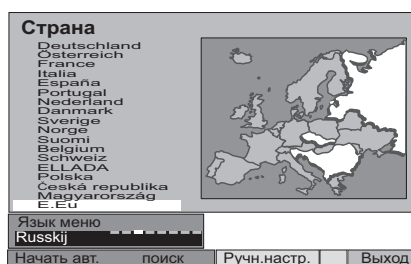 Страна
Deutschland
Österreich
France
Italia
España
Portugal
Nederland
Danmark
Sverige
Norge
Suomi
Belgium
Schweiz
ELLADA
Polska
Česká republika
Magyarország
E.Eu
Язык меню
Russkij
Начать авт. поиск Ручн.настр. Выход